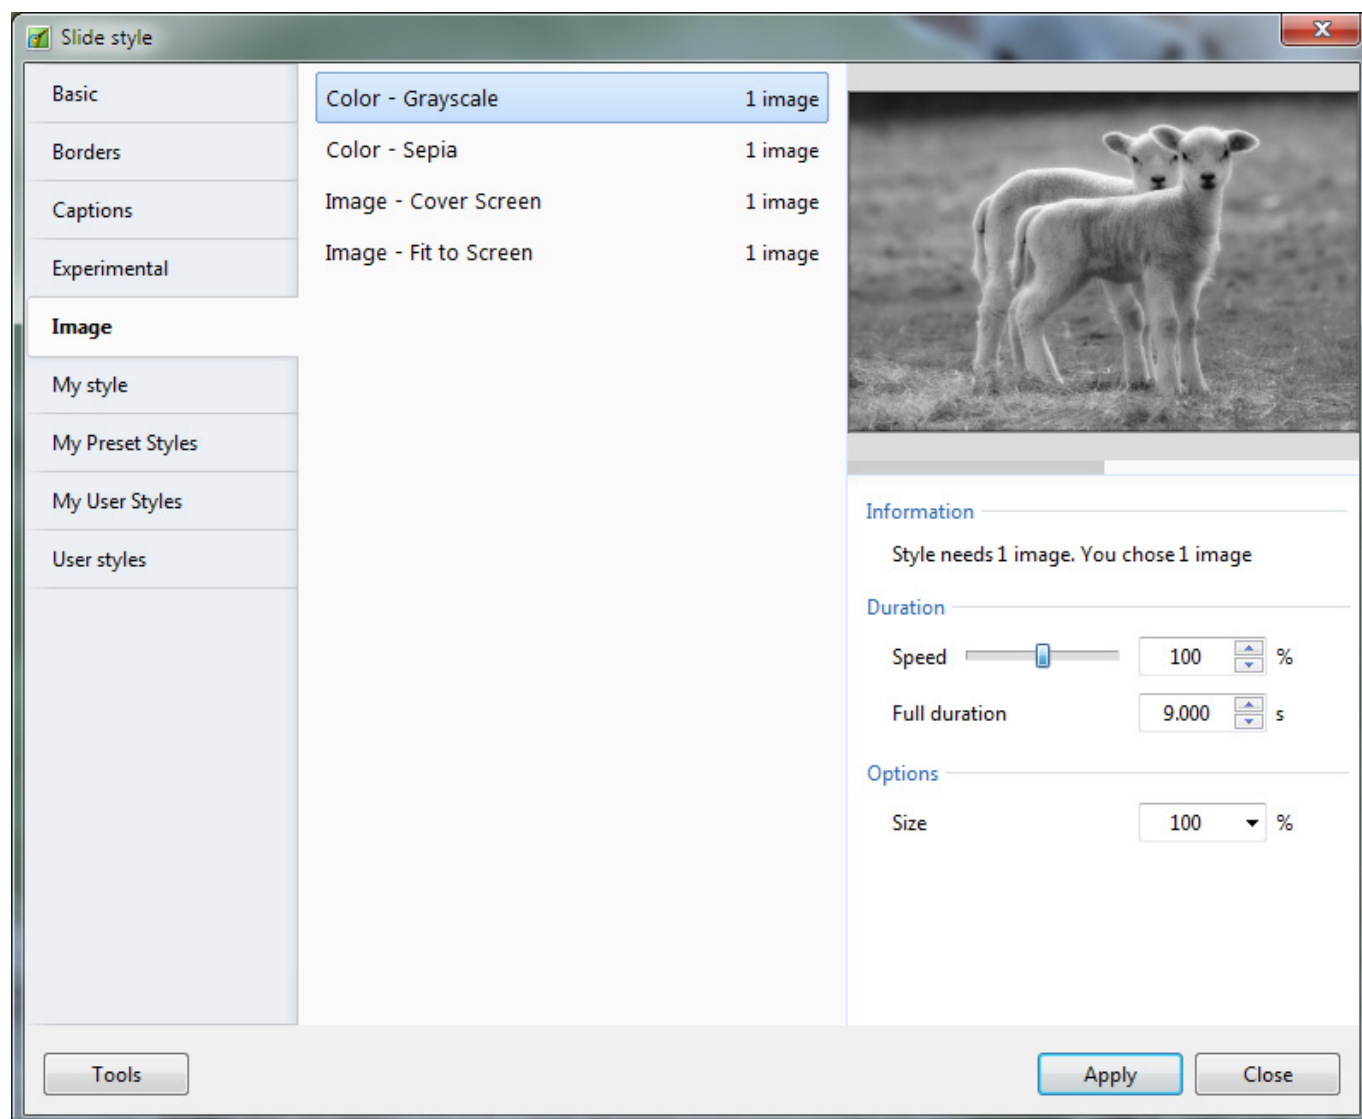 Slide style
x
Basic
Borders
Captions
Experimental
Image
My style
My Preset Styles
My User Styles
User styles
Color - Grayscale 1 image
Color - Sepia 1 image
Image - Cover Screen 1 image
Image - Fit to Screen 1 image
Information
Style needs 1 image. You chose 1 image
Duration
Speed 100 %
Full duration 9.000 s
Options
Size 100 %
Tools
Apply
Close